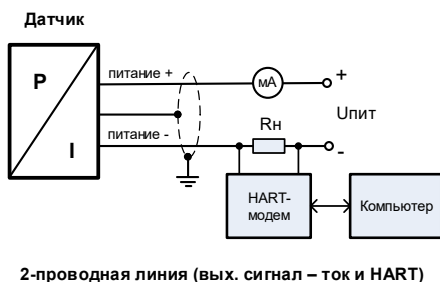 Датчик
P
I
питание +
питание -
мА
+
Uпит
-
Rн
HART-
модем
Компьютер
2-проводная линия (вых. сигнал – ток и HART)